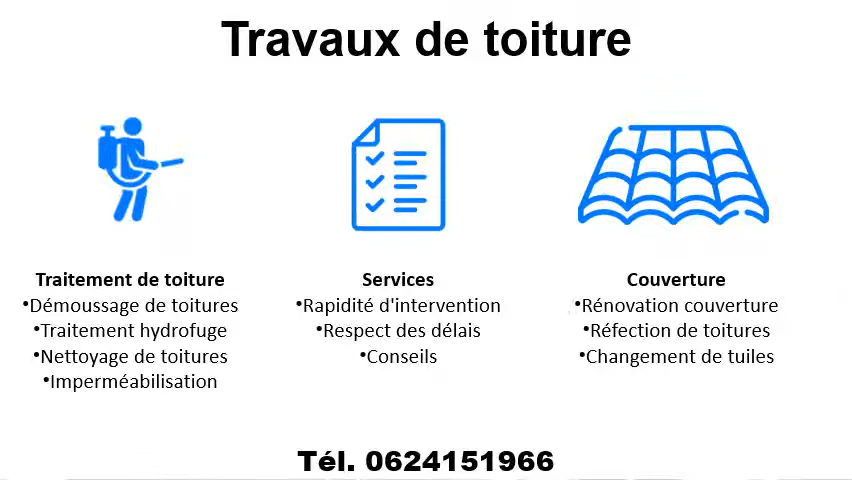 Travaux de toiture
Traitement de toiture
•Démoussage de toitures
•Traitement hydrofuge
•Nettoyage de toitures
•Imperméabilisation
Services
•Rapidité d'intervention
•Respect des délais
•Conseils
Couverture
•Rénovation couverture
•Réfection de toitures
•Changement de tuiles
Tél. 0624151966